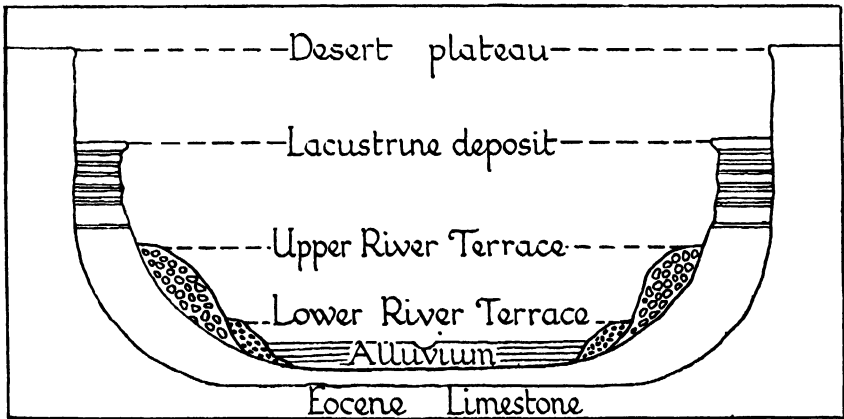 Desert plateau
Lacustrine deposit
Upper River Terrace
Lower River Terrace
Alluvium
Eocene Limestone